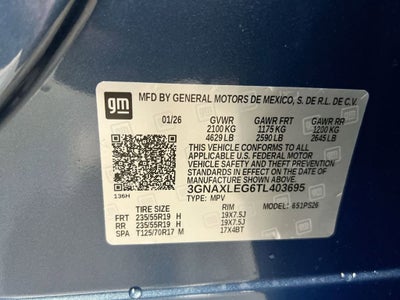 gm
MFD BY GENERAL MOTORS DE MEXICO, S. DE R.L. DE C.V.
01/26 GVWR GAWR FRT GAWR RR
2100 KG 1175 KG 1200 KG
4629 LB 2590 LB 2645 LB
THIS VEHICLE CONFORMS TO ALL
APPLICABLE U.S. FEDERAL MOTOR
VEHICLE SAFETY, BUMPER, AND THEFT
PREVENTION STANDARDS IN EFFECT ON THE
DATE OF MANUFACTURE SHOWN ABOVE.
136H
3GNAXLEG6TL403695
TYPE: MPV MODEL: 651PS26
TIRE SIZE RIM
FRT 235/55R19 H 19X7.5J
RR 235/55R19 H 19X7.5J
SPA T125/70R17 M 17X4BT